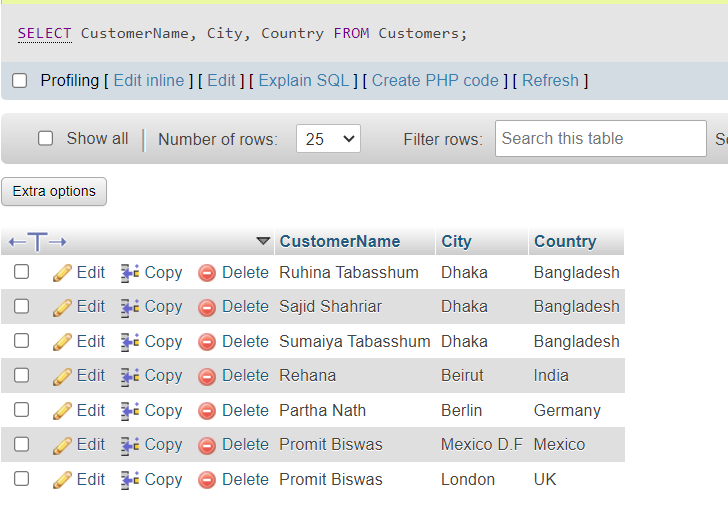 SELECT CustomerName, City, Country FROM Customers;
Profiling [ Edit inline ] [ Edit ] [ Explain SQL ] [ Create PHP code ] [ Refresh ]
Show all Number of rows: 25 Filter rows: Search this table
Extra options
←T→ CustomerName City Country
Edit Copy Delete Ruhina Tabasshum Dhaka Bangladesh
Edit Copy Delete Sajid Shahriar Dhaka Bangladesh
Edit Copy Delete Sumaiya Tabasshum Dhaka Bangladesh
Edit Copy Delete Rehana Beirut India
Edit Copy Delete Partha Nath Berlin Germany
Edit Copy Delete Promit Biswas Mexico D.F Mexico
Edit Copy Delete Promit Biswas London UK